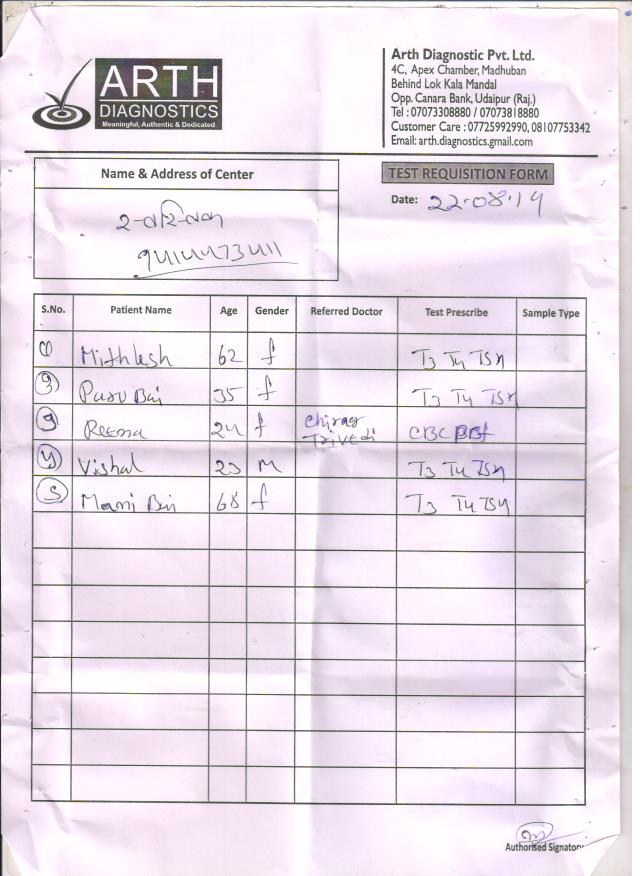 ARTH
DIAGNOSTICS
Meaningful, Authentic & Dedicated
Arth Diagnostic Pvt. Ltd.
4C, Apex Chamber, Madhuban
Behind Lok Kala Mandal
Opp. Canara Bank, Udaipur (Raj.)
Tel : 07073308880 / 07073818880
Customer Care : 07725992990, 08107753342
Email: arth.diagnostics.gmail.com
Name & Address of Center
TEST REQUISITION FORM
Date: 22.08.19
S.No. Patient Name Age Gender Referred Doctor Test Prescribe Sample Type
Mithlesh 62 f T3 T4 TSH
Paru Bai 35 f T3 T4 TSH
Reema 24 f Chirag Trivedi CBC PBF
Vishal 23 M T3 T4 TSH
Mani Bai 68 f T3 T4 TSH
Authorised Signatory